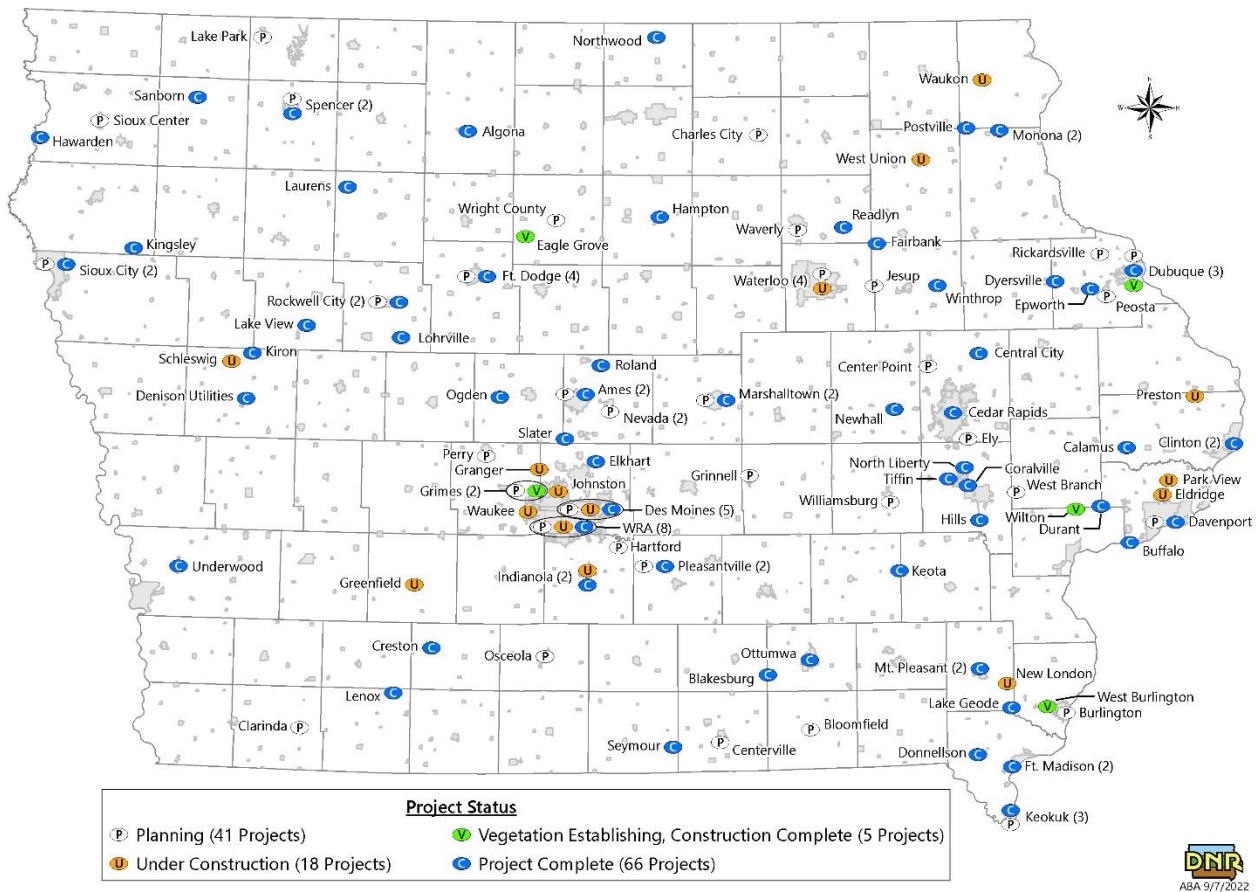 Lake Park P
Northwood C
N
W E
S
Waukon U
Sanborn C
P
Spencer (2)
C
P Sioux Center
C
Hawarden
C Algona
Charles City P
Postville C
C Monona (2)
West Union U
Laurens C
Wright County P
V
Eagle Grove
C Hampton
Waverly P
C Readlyn
C Fairbank
C Kingsley
P C Sioux City (2)
P C Ft. Dodge (4)
P
Waterloo (4) U
P Jesup
C
Winthrop
Rickardsville P P
C Dubuque (3)
V
Dyersville C
Epworth C
P
Peosta
Rockwell City (2) P C
Lake View C
C
Lohrville
Schleswig U
C Kiron
Denison Utilities C
C Roland
Ogden C
P C Ames (2)
P
Nevada (2)
P C Marshalltown (2)
Center Point P
C Central City
Newhall C
C Cedar Rapids
P Ely
Preston U
Calamus C
Clinton (2) C
Slater C
Perry P
Granger U
C Elkhart
Grimes (2) P V
U Johnston
Waukee U
P U C Des Moines (5)
P U C WRA (8)
Grinnell P
North Liberty C
Tiffin C
C Coralville
P West Branch
Williamsburg P
Hills C
Wilton V
Durant C
U Park View
U Eldridge
P C Davenport
C
Buffalo
C Underwood
Greenfield U
P Hartford
U
Indianola (2)
C
P C Pleasantville (2)
C Keota
Creston C
Osceola P
Lenox C
Ottumwa C
Blakesburg C
Mt. Pleasant (2) C
U New London
Lake Geode C
V West Burlington
P Burlington
Clarinda P
Seymour C
P
Centerville
P Bloomfield
Donnellson C
C Ft. Madison (2)
C
P Keokuk (3)
Project Status
P Planning (41 Projects)
V Vegetation Establishing, Construction Complete (5 Projects)
U Under Construction (18 Projects)
C Project Complete (66 Projects)
DNR
ABA 9/7/2022